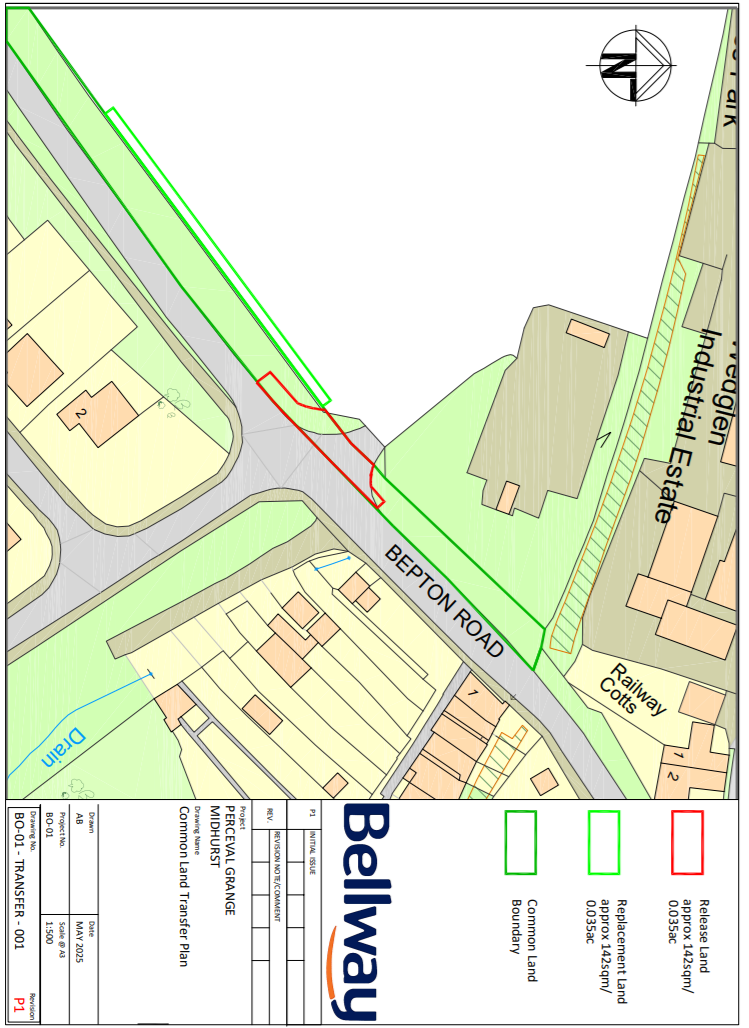 Wedglen
Industrial Estate
BEPTON ROAD
Railway
Cotts
1
2
1
2
Drain
N
Release Land
approx 142sqm/
0.035ac
Replacement Land
approx 142sqm/
0.035ac
Common Land
Boundary
Bellway
P1 INITIAL ISSUE
REV. REVISION NOTE/COMMENT
Project
PERCEVAL GRANGE
MIDHURST
Drawing Name
Common Land Transfer Plan
Drawn
AB
Date
MAY 2025
Project No.
BO-01
Scale @ A3
1:500
Drawing No.
BO-01 - TRANSFER - 001
Revision
P1